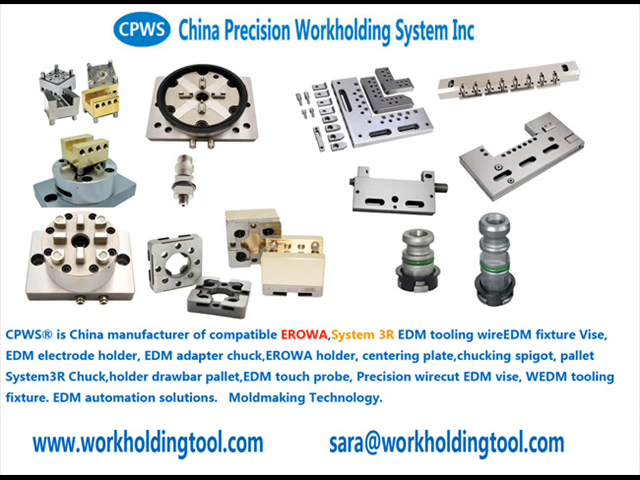 CPWS China Precision Workholding System Inc
CPWS® is China manufacturer of compatible EROWA,System 3R EDM tooling wireEDM fixture Vise,
EDM electrode holder, EDM adapter chuck,EROWA holder, centering plate,chucking spigot, pallet
System3R Chuck,holder drawbar pallet,EDM touch probe, Precision wirecut EDM vise, WEDM tooling
fixture. EDM automation solutions. Moldmaking Technology.
www.workholdingtool.com sara@workholdingtool.com